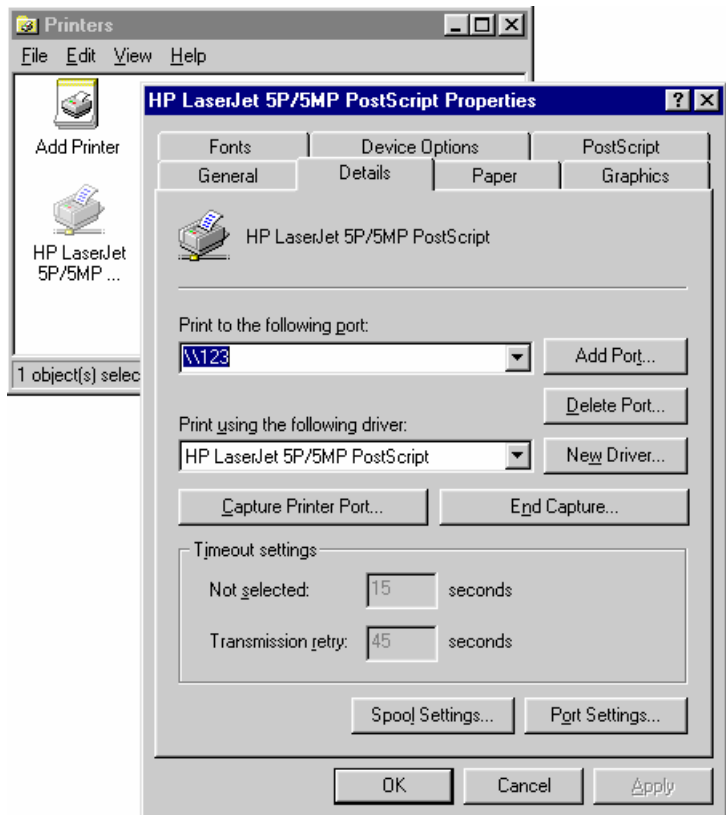 Printers
File Edit View Help
Add Printer
HP LaserJet
5P/5MP ...
1 object(s) selec
HP LaserJet 5P/5MP PostScript Properties
Fonts Device Options PostScript
General Details Paper Graphics
HP LaserJet 5P/5MP PostScript
Print to the following port:
\\123
Add Port...
Delete Port...
Print using the following driver:
HP LaserJet 5P/5MP PostScript
New Driver...
Capture Printer Port... End Capture...
Timeout settings
Not selected: 15 seconds
Transmission retry: 45 seconds
Spool Settings... Port Settings...
OK Cancel Apply